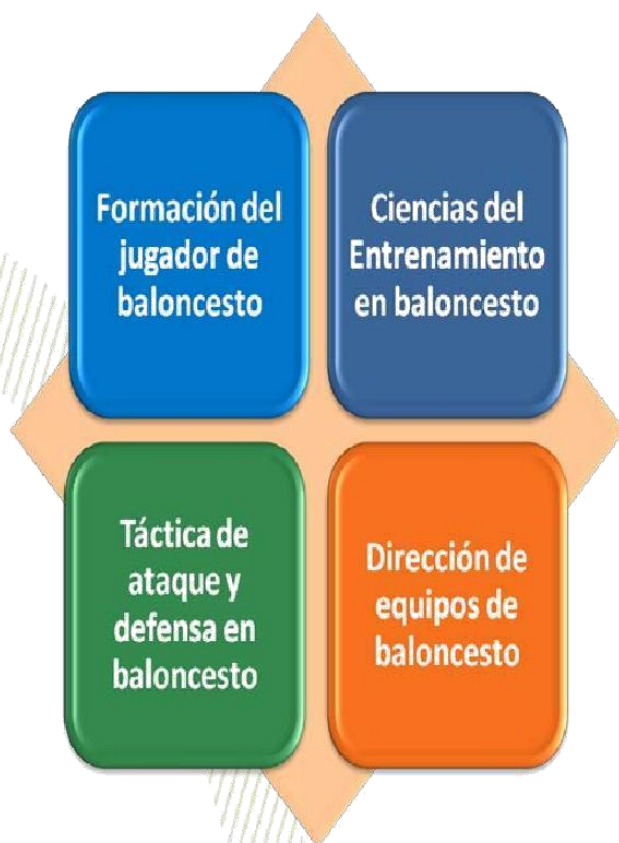 Formación del
jugador de
baloncesto
Ciencias del
Entrenamiento
en baloncesto
Táctica de
ataque y
defensa en
baloncesto
Dirección de
equipos de
baloncesto